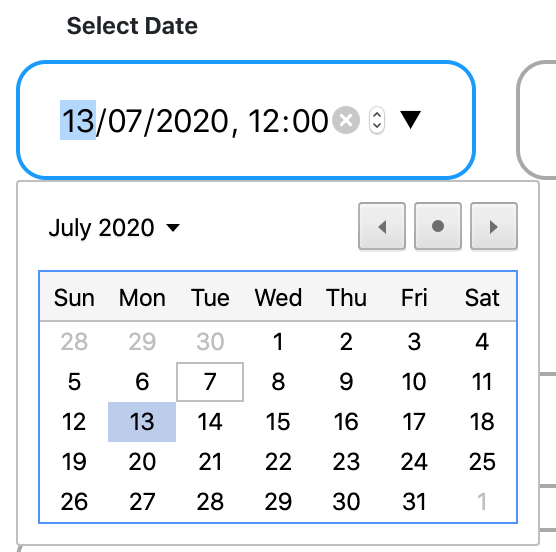 Select Date
13/07/2020, 12:00
July 2020
Sun Mon Tue Wed Thu Fri Sat
28 29 30 1 2 3 4
5 6 7 8 9 10 11
12 13 14 15 16 17 18
19 20 21 22 23 24 25
26 27 28 29 30 31 1